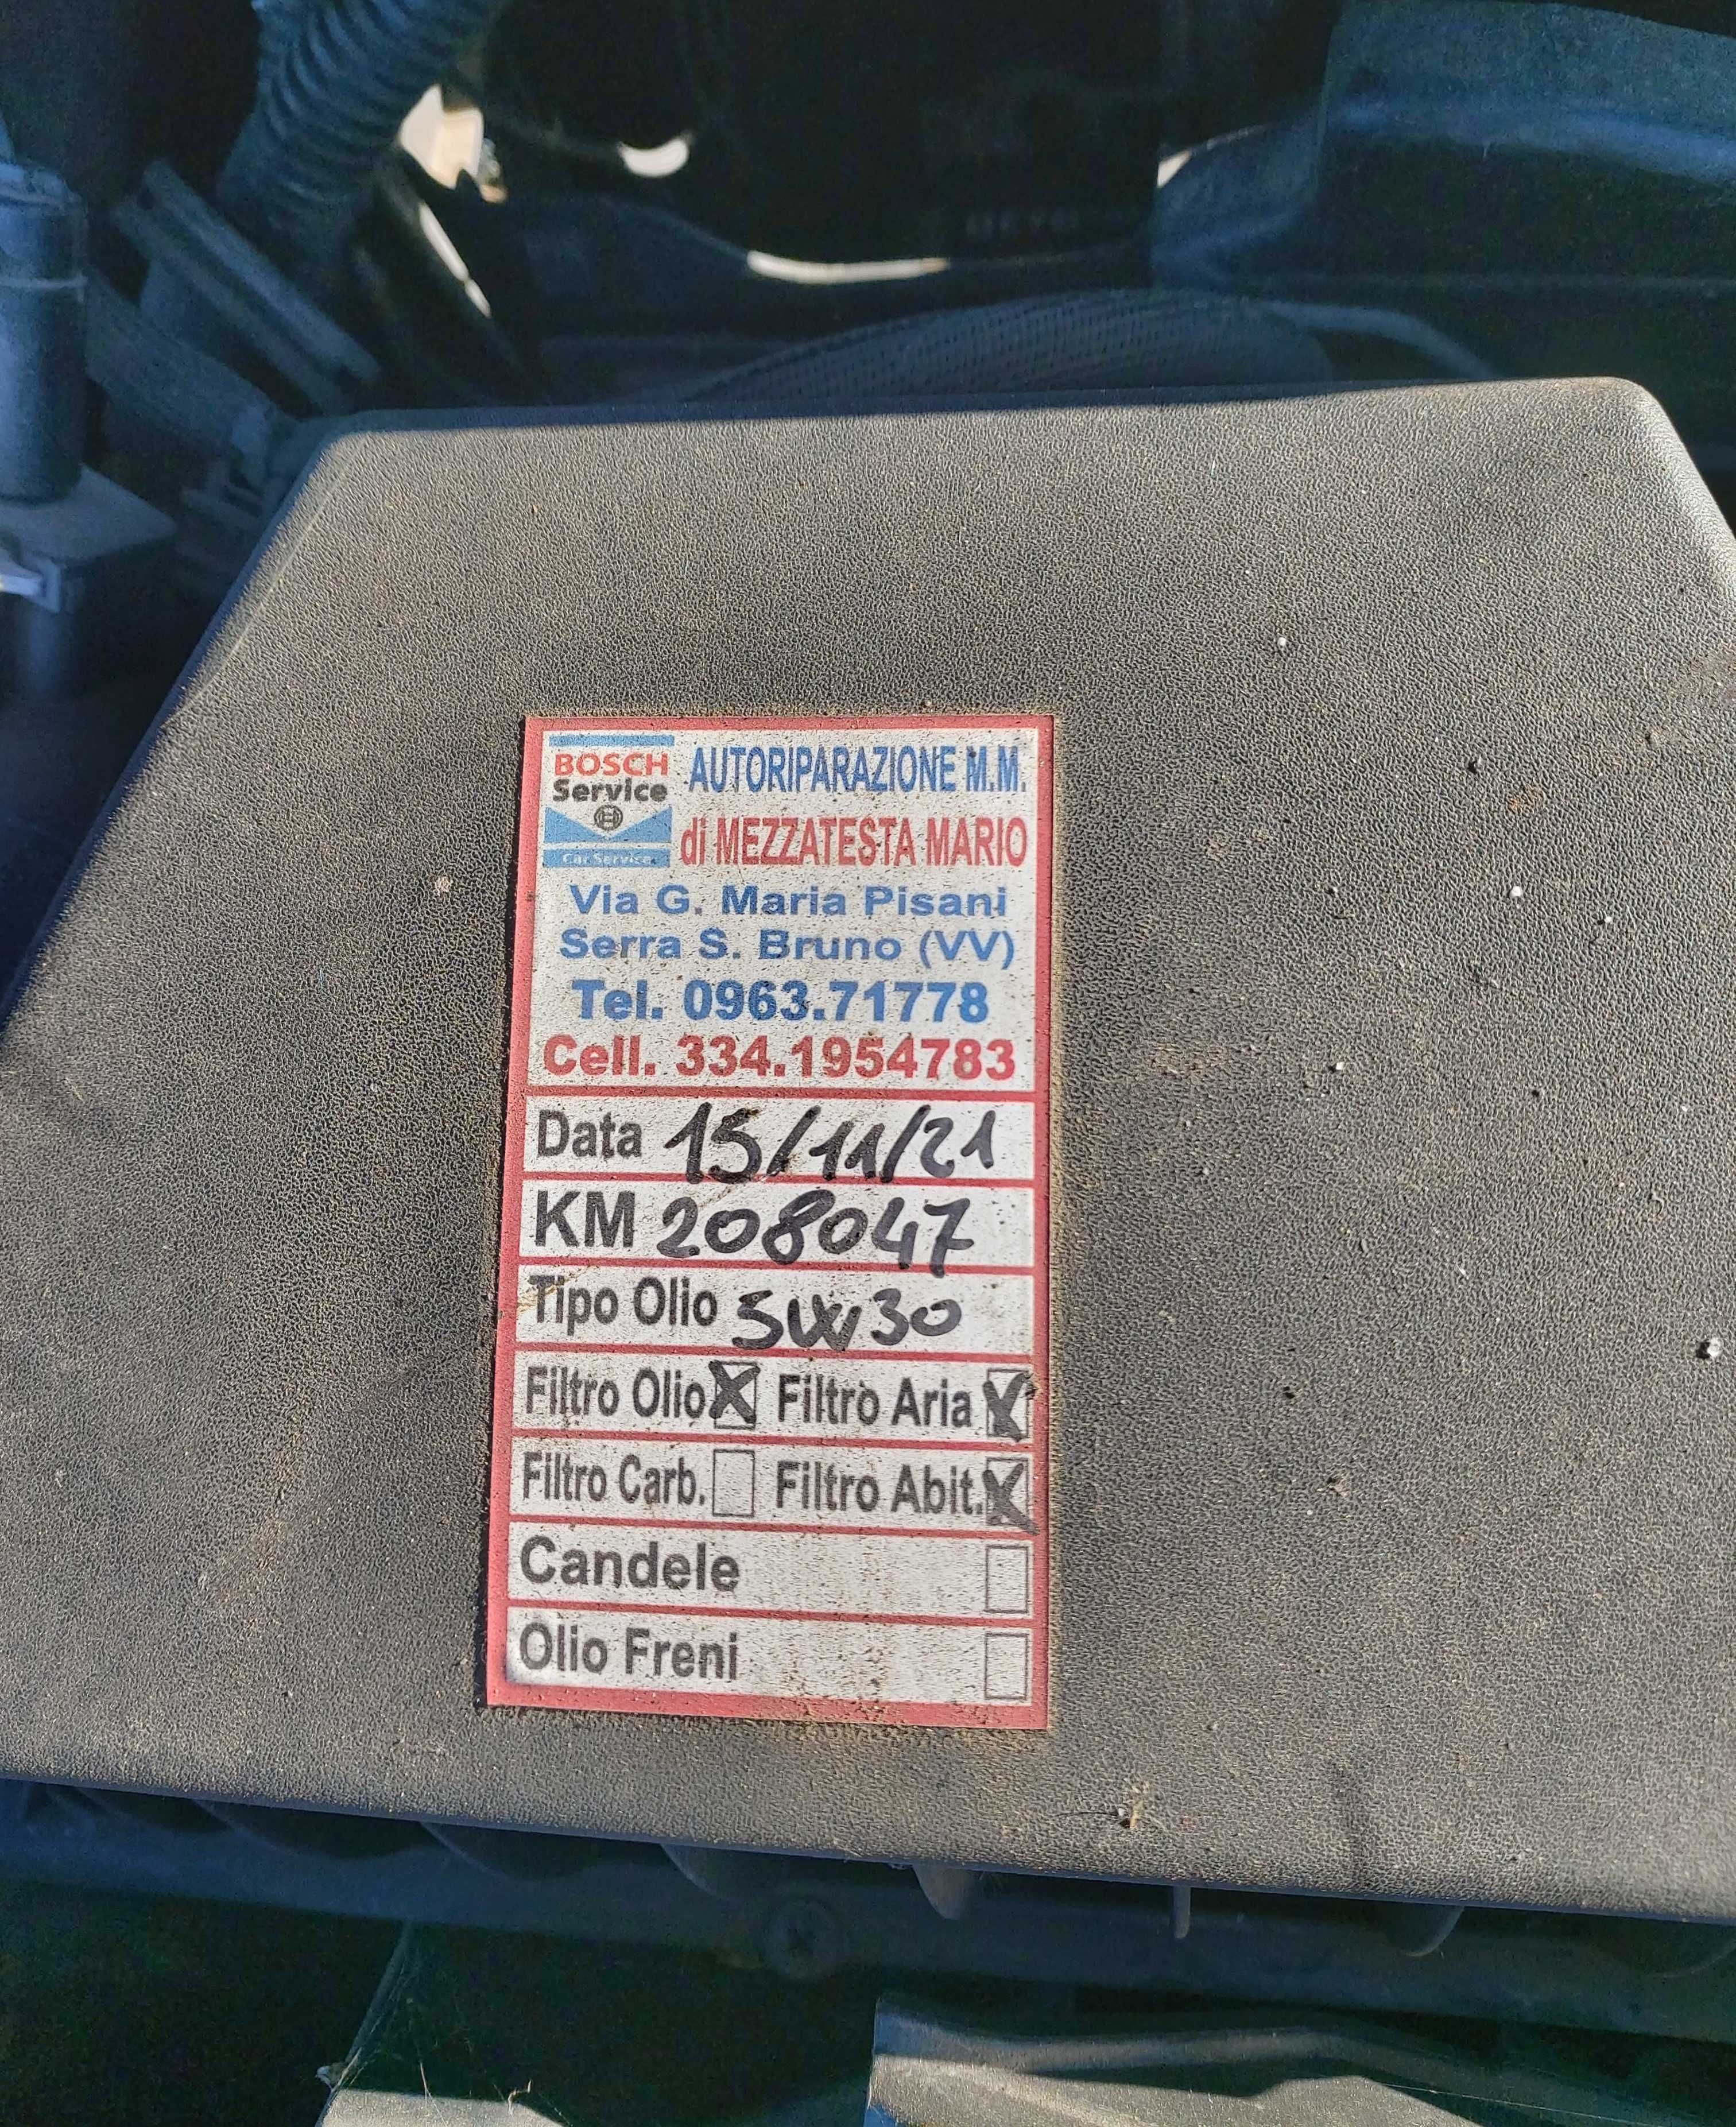 BOSCH
Service
Car Service
AUTORIPARAZIONE M.M.
di MEZZATESTA MARIO
Via G. Maria Pisani
Serra S. Bruno (VV)
Tel. 0963.71778
Cell. 334.1954783
Data 15/11/21
KM 208047
Tipo Olio 5W30
Filtro Olio X Filtro Aria X
Filtro Carb. Filtro Abit. X
Candele
Olio Freni